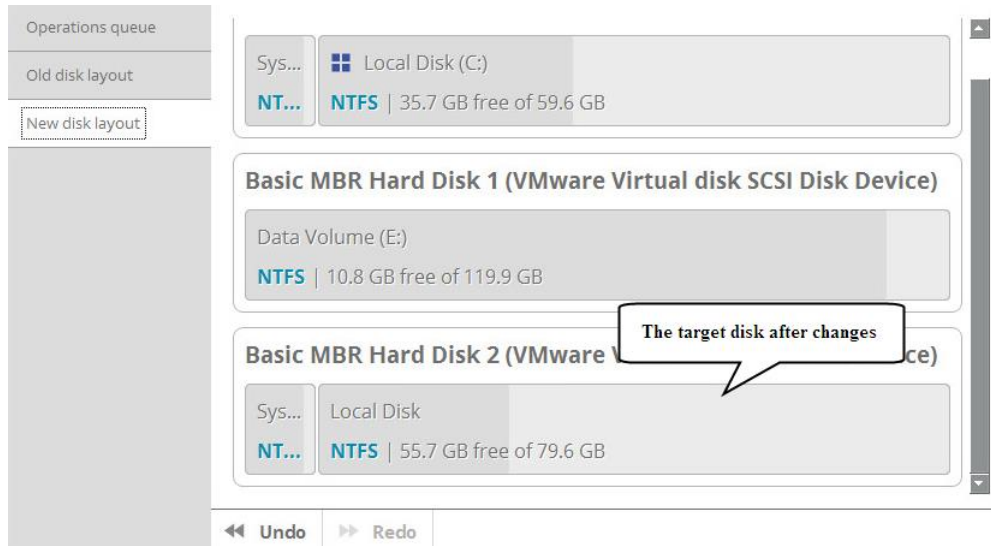 Operations queue
Old disk layout
New disk layout
Sys... Local Disk (C:)
NT... NTFS | 35.7 GB free of 59.6 GB
Basic MBR Hard Disk 1 (VMware Virtual disk SCSI Disk Device)
Data Volume (E:)
NTFS | 10.8 GB free of 119.9 GB
The target disk after changes
Basic MBR Hard Disk 2 (VMware V ce)
Sys... Local Disk
NT... NTFS | 55.7 GB free of 79.6 GB
Undo Redo